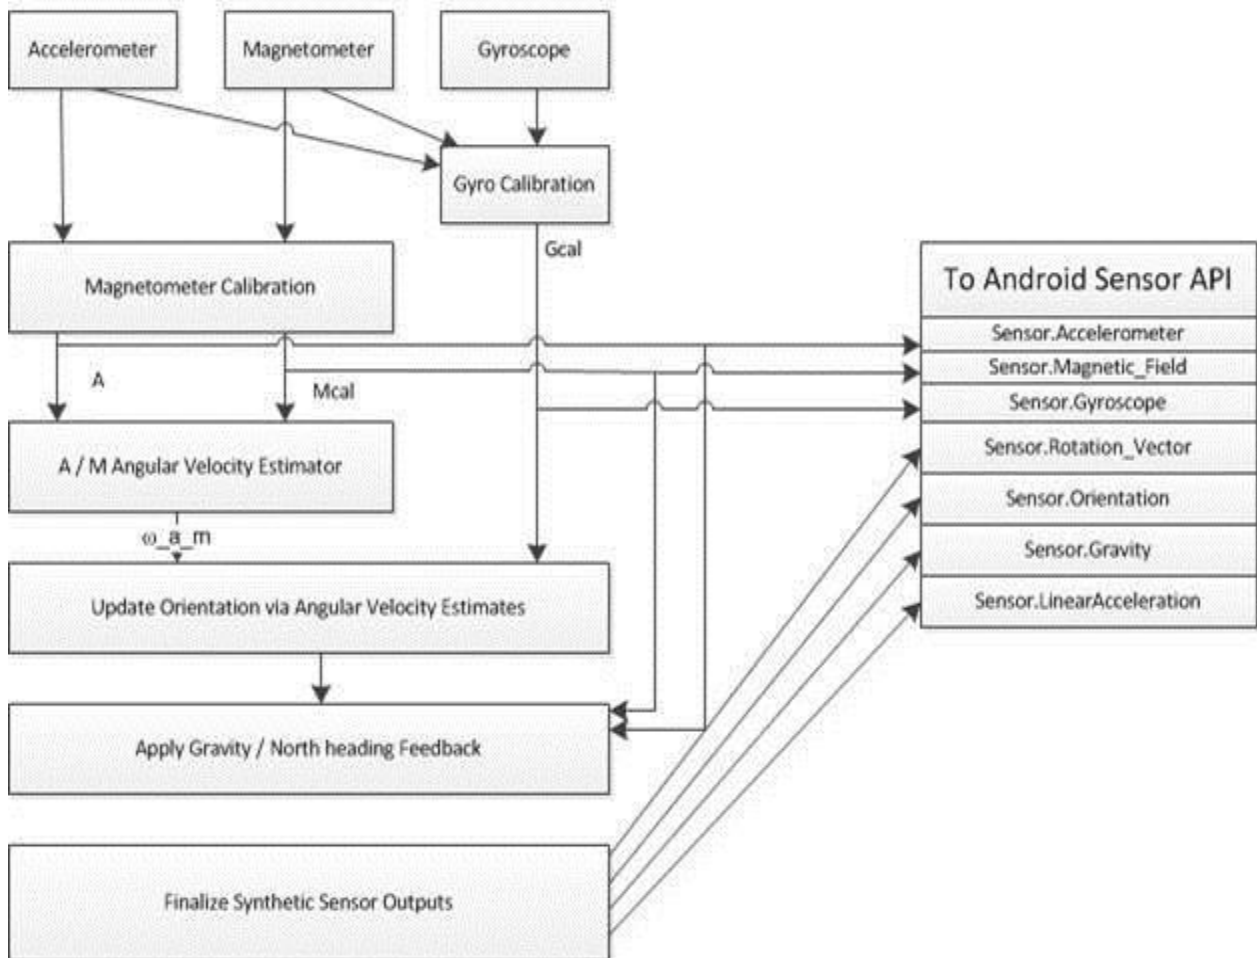 Accelerometer
Magnetometer
Gyroscope
Gyro Calibration
Gcal
Magnetometer Calibration
A
Mcal
A / M Angular Velocity Estimator
ω_a_m
Update Orientation via Angular Velocity Estimates
Apply Gravity / North heading Feedback
Finalize Synthetic Sensor Outputs
To Android Sensor API
Sensor.Accelerometer
Sensor.Magnetic_Field
Sensor.Gyroscope
Sensor.Rotation_Vector
Sensor.Orientation
Sensor.Gravity
Sensor.LinearAcceleration